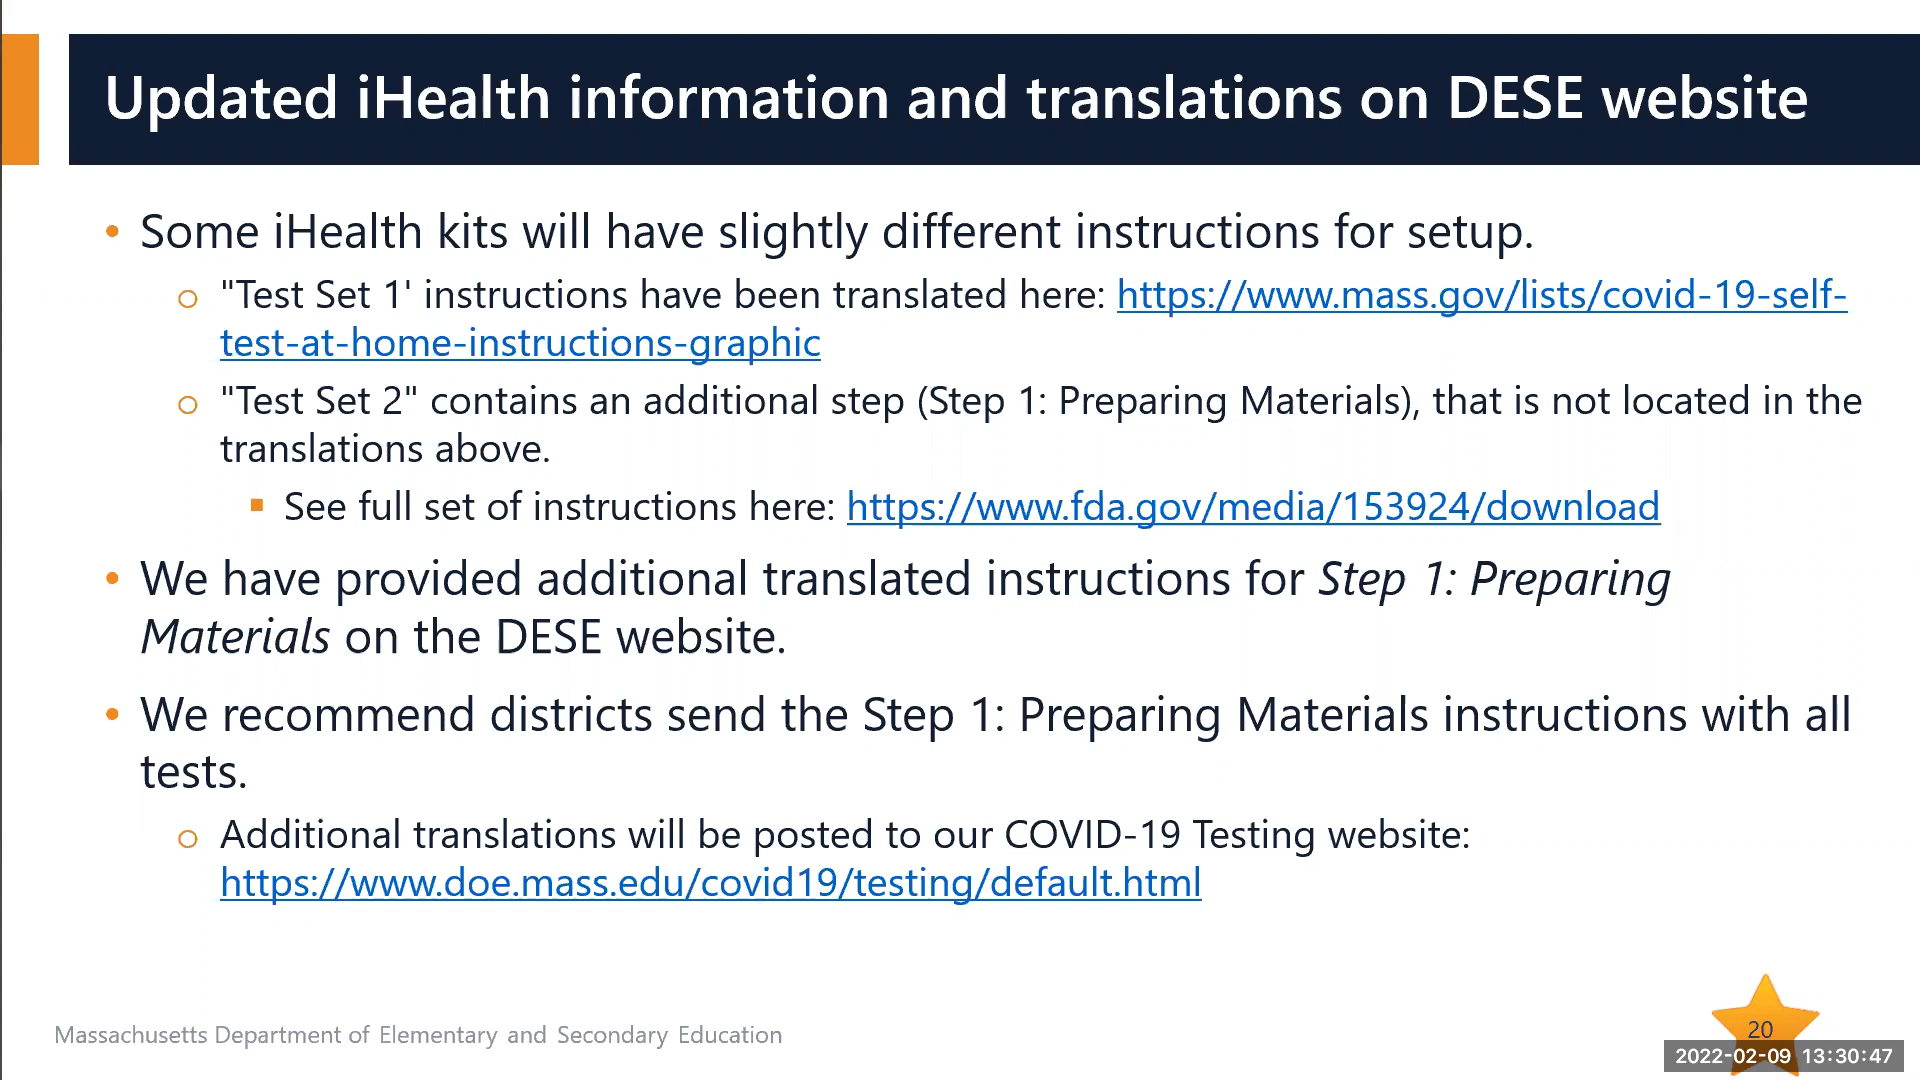 Updated iHealth information and translations on DESE website
• Some iHealth kits will have slightly different instructions for setup.
o "Test Set 1' instructions have been translated here: https://www.mass.gov/lists/covid-19-self-
test-at-home-instructions-graphic
o "Test Set 2" contains an additional step (Step 1: Preparing Materials), that is not located in the
translations above.
▪ See full set of instructions here: https://www.fda.gov/media/153924/download
• We have provided additional translated instructions for Step 1: Preparing
Materials on the DESE website.
• We recommend districts send the Step 1: Preparing Materials instructions with all
tests.
o Additional translations will be posted to our COVID-19 Testing website:
https://www.doe.mass.edu/covid19/testing/default.html
Massachusetts Department of Elementary and Secondary Education
20
2022-02-09 13:30:47